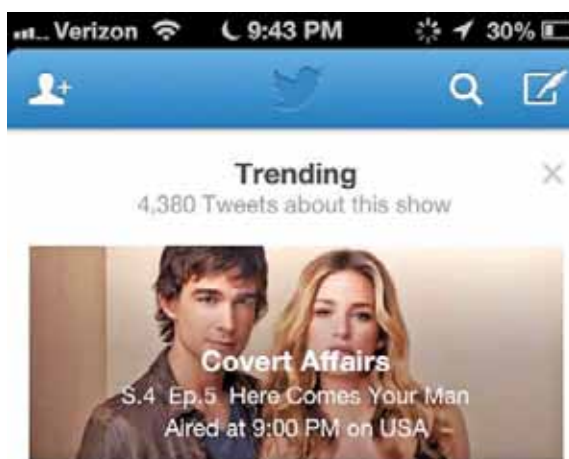 Verizon 9:43 PM 30%
Trending
4,380 Tweets about this show
Covert Affairs
S.4 Ep.5 Here Comes Your Man
Aired at 9:00 PM on USA